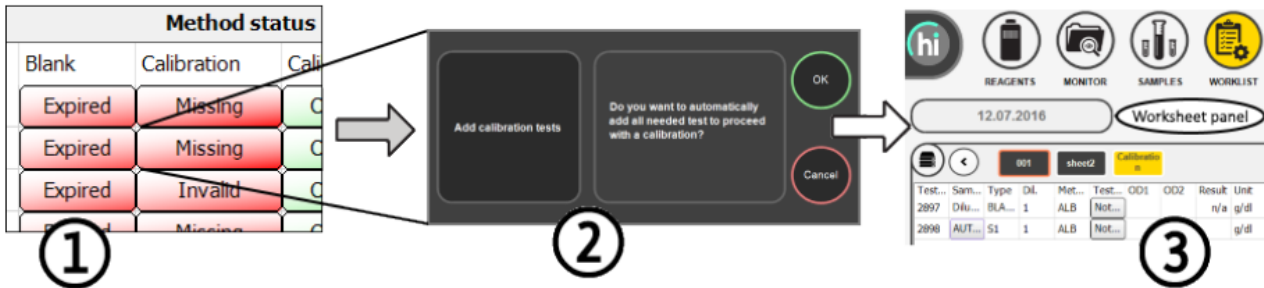 Method status
Blank Calibration Cali
Expired Missing
Expired Missing
Expired Invalid
Missing
1
Add calibration tests
Do you want to automatically
add all needed test to proceed
with a calibration?
OK
Cancel
2
hi
REAGENTS MONITOR SAMPLES WORKLIST
12.07.2016 Worksheet panel
001 sheet2 Calibratio
n
Test... Sam... Type Dil. Met... Test... OD1 OD2 Result Unit
2897 Dilu... BLA... 1 ALB Not... n/a g/dl
2898 AUT... S1 1 ALB Not... g/dl
3